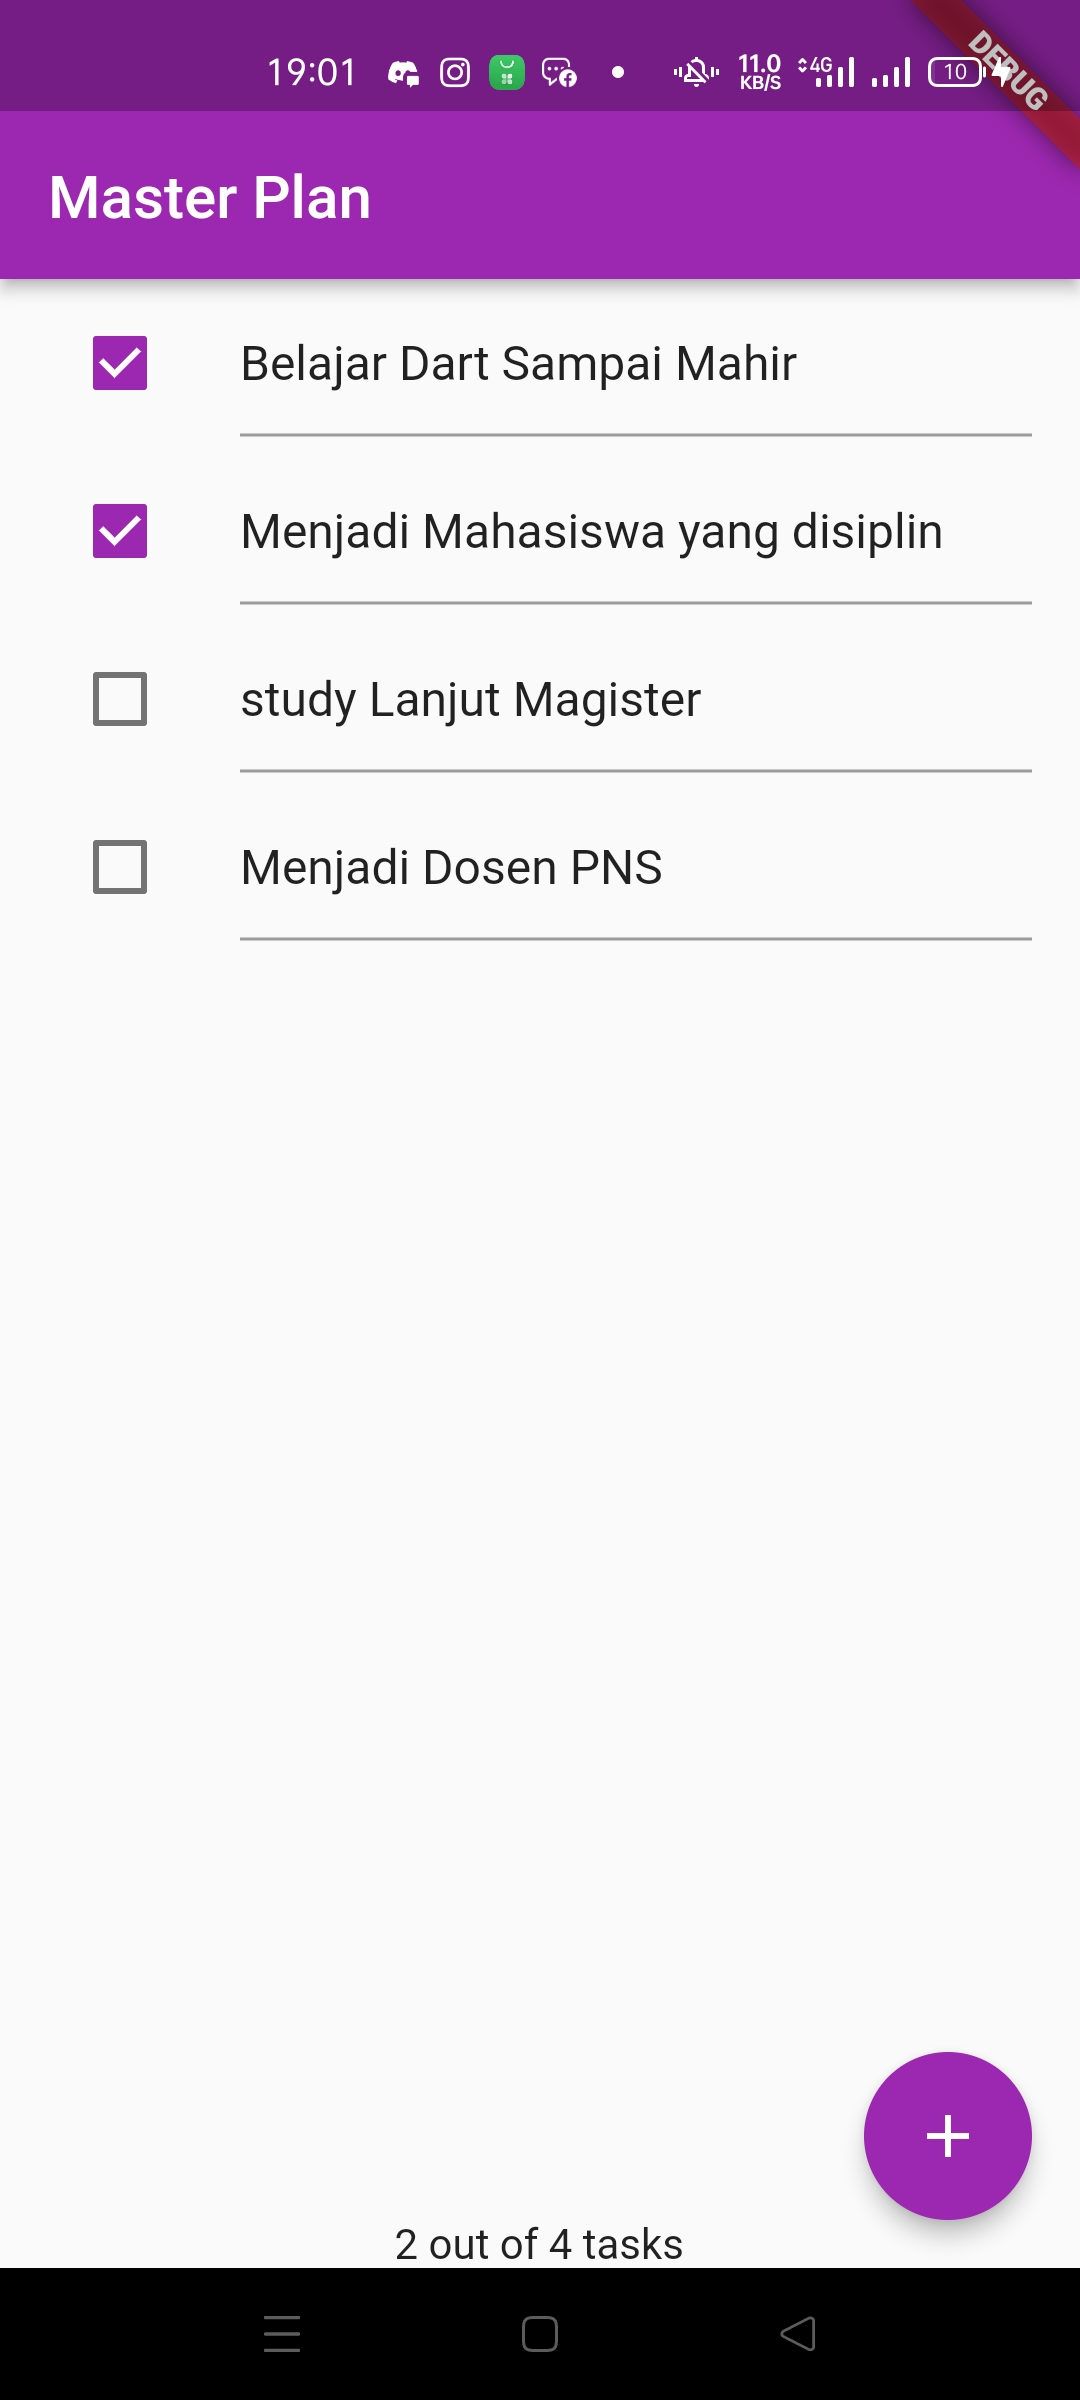 19:01 11.0 KB/S 4G 10 DEBUG
Master Plan
Belajar Dart Sampai Mahir
Menjadi Mahasiswa yang disiplin
study Lanjut Magister
Menjadi Dosen PNS
2 out of 4 tasks